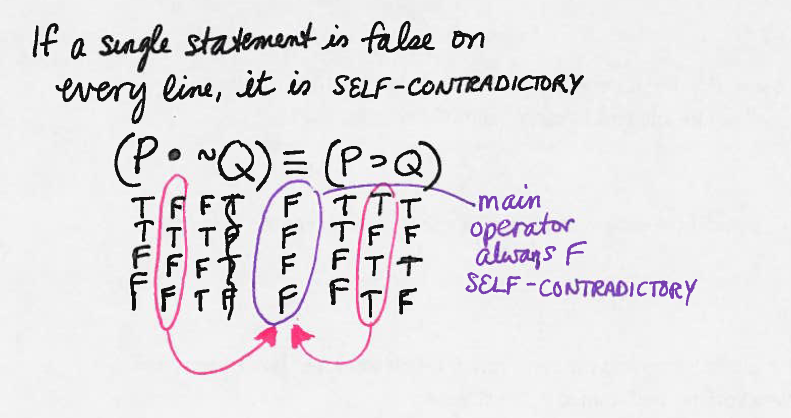 If a single statement is false on
every line, it is SELF-CONTRADICTORY
(P • ~Q) ≡ (P ⊃ Q)
T F F T F T T T
T T T F F T F F
F F F T F F T T
F F T F F F T F
main
operator
always F
SELF-CONTRADICTORY